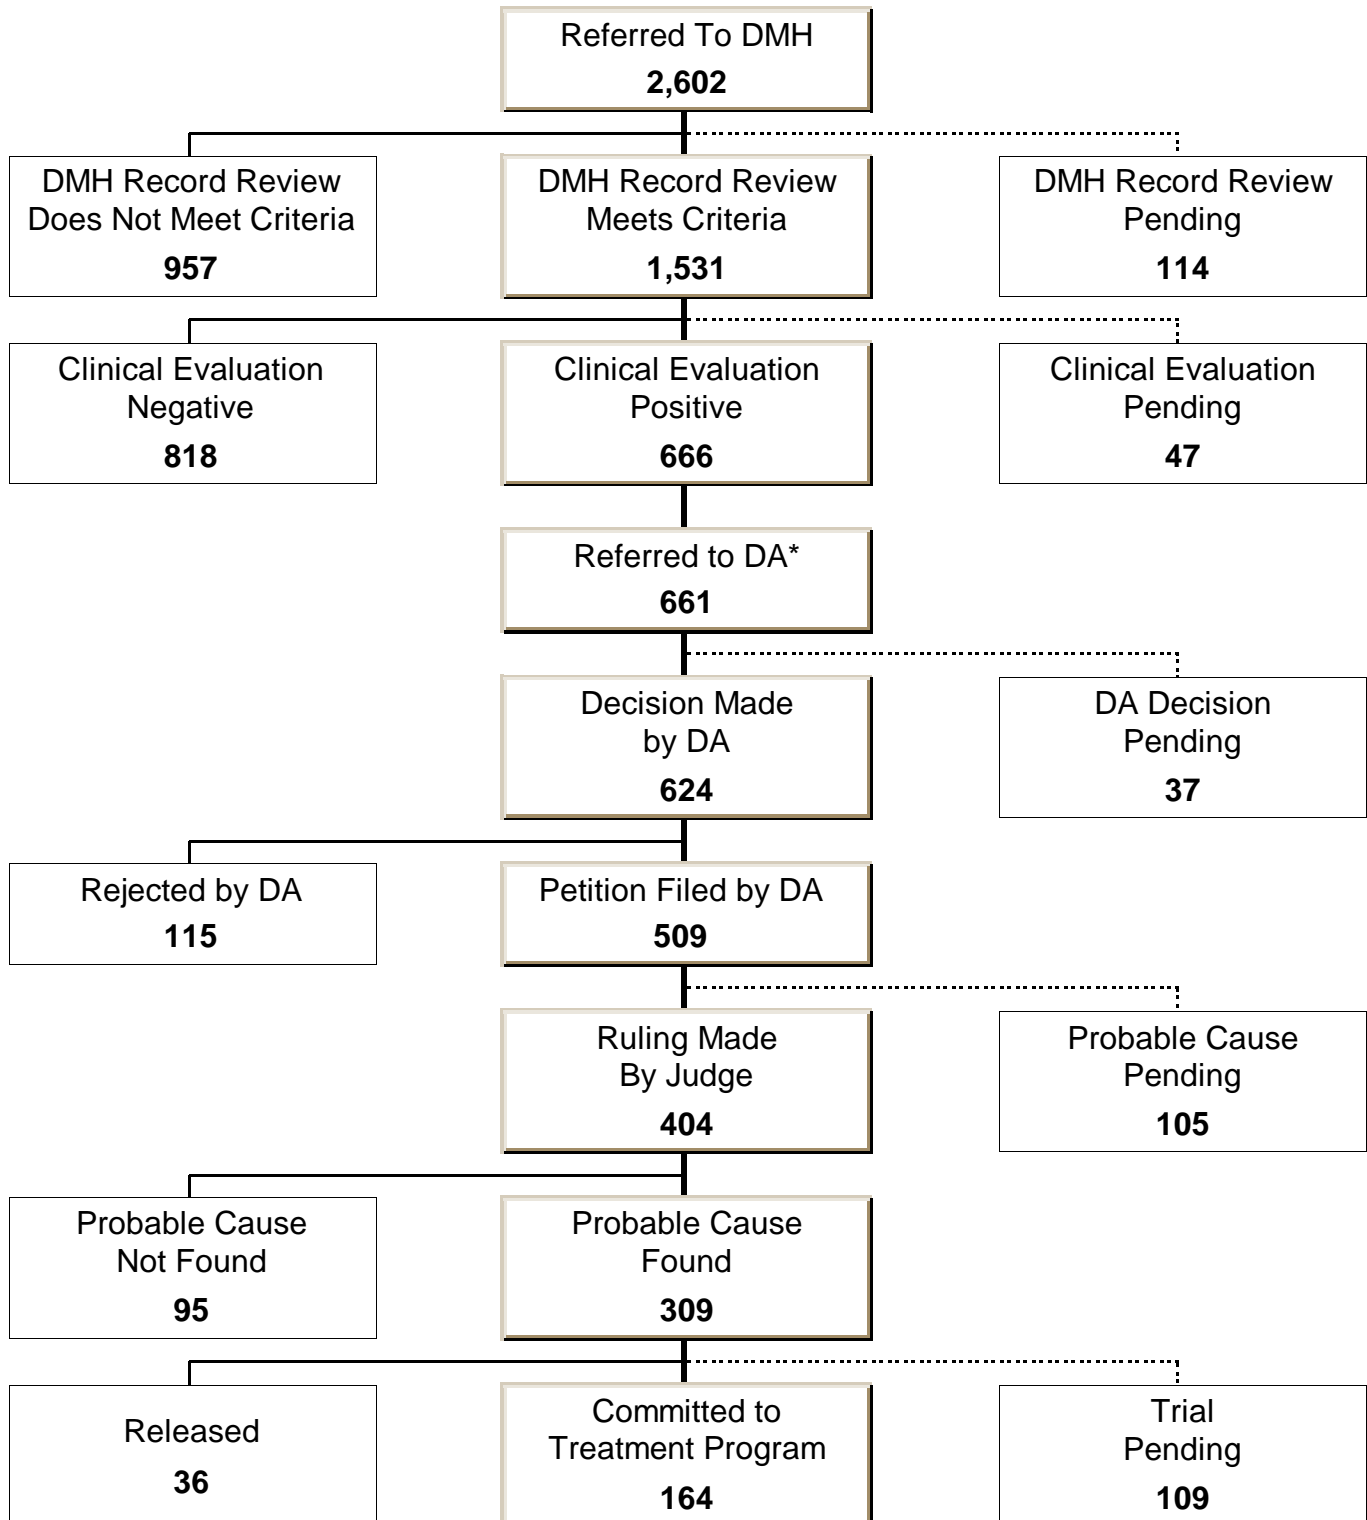 Referred To DMH
2,602
DMH Record Review
Does Not Meet Criteria
957
DMH Record Review
Meets Criteria
1,531
DMH Record Review
Pending
114
Clinical Evaluation
Negative
818
Clinical Evaluation
Positive
666
Clinical Evaluation
Pending
47
Referred to DA*
661
Decision Made
by DA
624
DA Decision
Pending
37
Rejected by DA
115
Petition Filed by DA
509
Ruling Made
By Judge
404
Probable Cause
Pending
105
Probable Cause
Not Found
95
Probable Cause
Found
309
Released
36
Committed to
Treatment Program
164
Trial
Pending
109